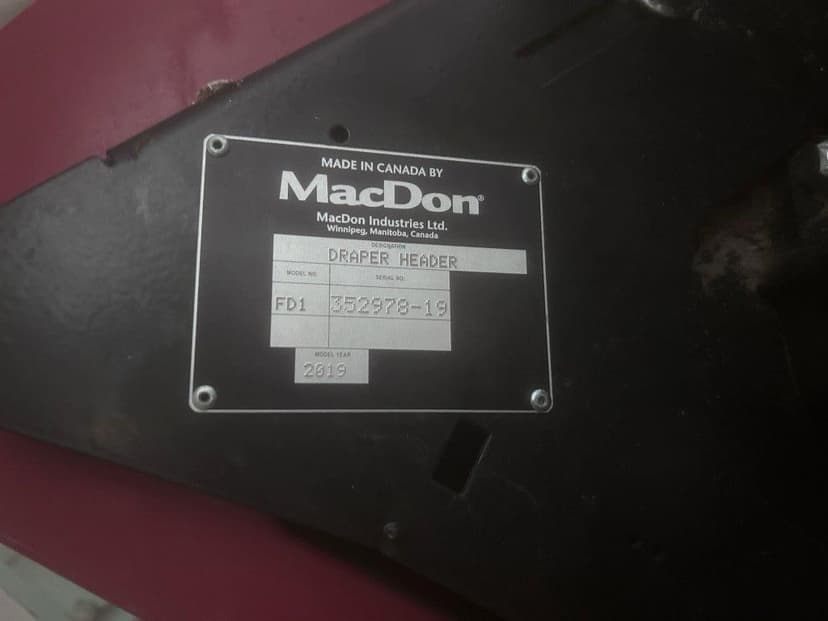 MADE IN CANADA BY
MacDon®
MacDon Industries Ltd.
Winnipeg, Manitoba, Canada
DESIGNATION
DRAPER HEADER
MODEL NO. SERIAL NO.
FD1 352978-19
MODEL YEAR
2019